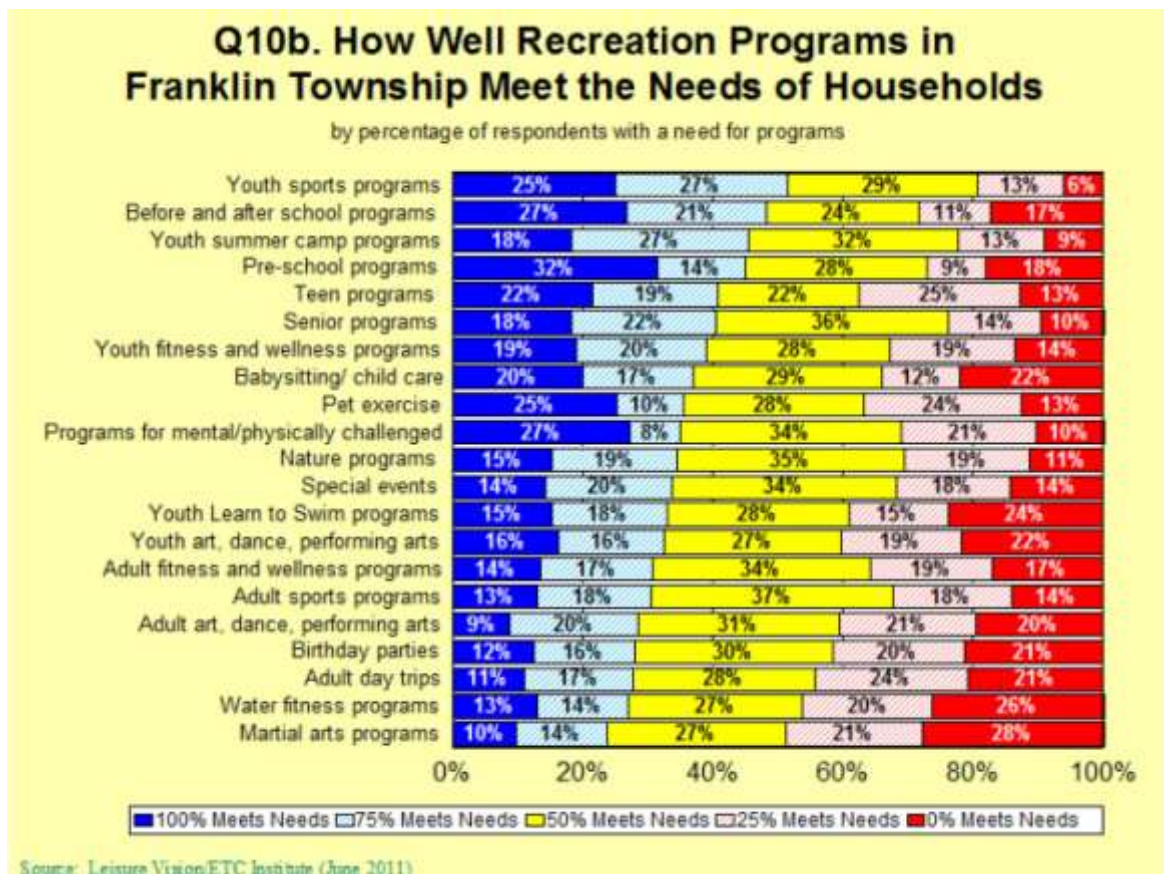 Q10b. How Well Recreation Programs in
Franklin Township Meet the Needs of Households
by percentage of respondents with a need for programs
Youth sports programs 25% 27% 29% 13% 6%
Before and after school programs 27% 21% 24% 11% 17%
Youth summer camp programs 18% 27% 32% 13% 9%
Pre-school programs 32% 14% 28% 9% 18%
Teen programs 22% 19% 22% 25% 13%
Senior programs 18% 22% 36% 14% 10%
Youth fitness and wellness programs 19% 20% 28% 19% 14%
Babysitting/ child care 20% 17% 29% 12% 22%
Pet exercise 25% 10% 28% 24% 13%
Programs for mental/physically challenged 27% 8% 34% 21% 10%
Nature programs 15% 19% 35% 19% 11%
Special events 14% 20% 34% 18% 14%
Youth Learn to Swim programs 15% 18% 28% 15% 24%
Youth art, dance, performing arts 16% 16% 27% 19% 22%
Adult fitness and wellness programs 14% 17% 34% 19% 17%
Adult sports programs 13% 18% 37% 18% 14%
Adult art, dance, performing arts 9% 20% 31% 21% 20%
Birthday parties 12% 16% 30% 20% 21%
Adult day trips 11% 17% 28% 24% 21%
Water fitness programs 13% 14% 27% 20% 26%
Martial arts programs 10% 14% 27% 21% 28%
0% 20% 40% 60% 80% 100%
100% Meets Needs 75% Meets Needs 50% Meets Needs 25% Meets Needs 0% Meets Needs
Source: Leisure Vision/ETC Institute (June 2011)